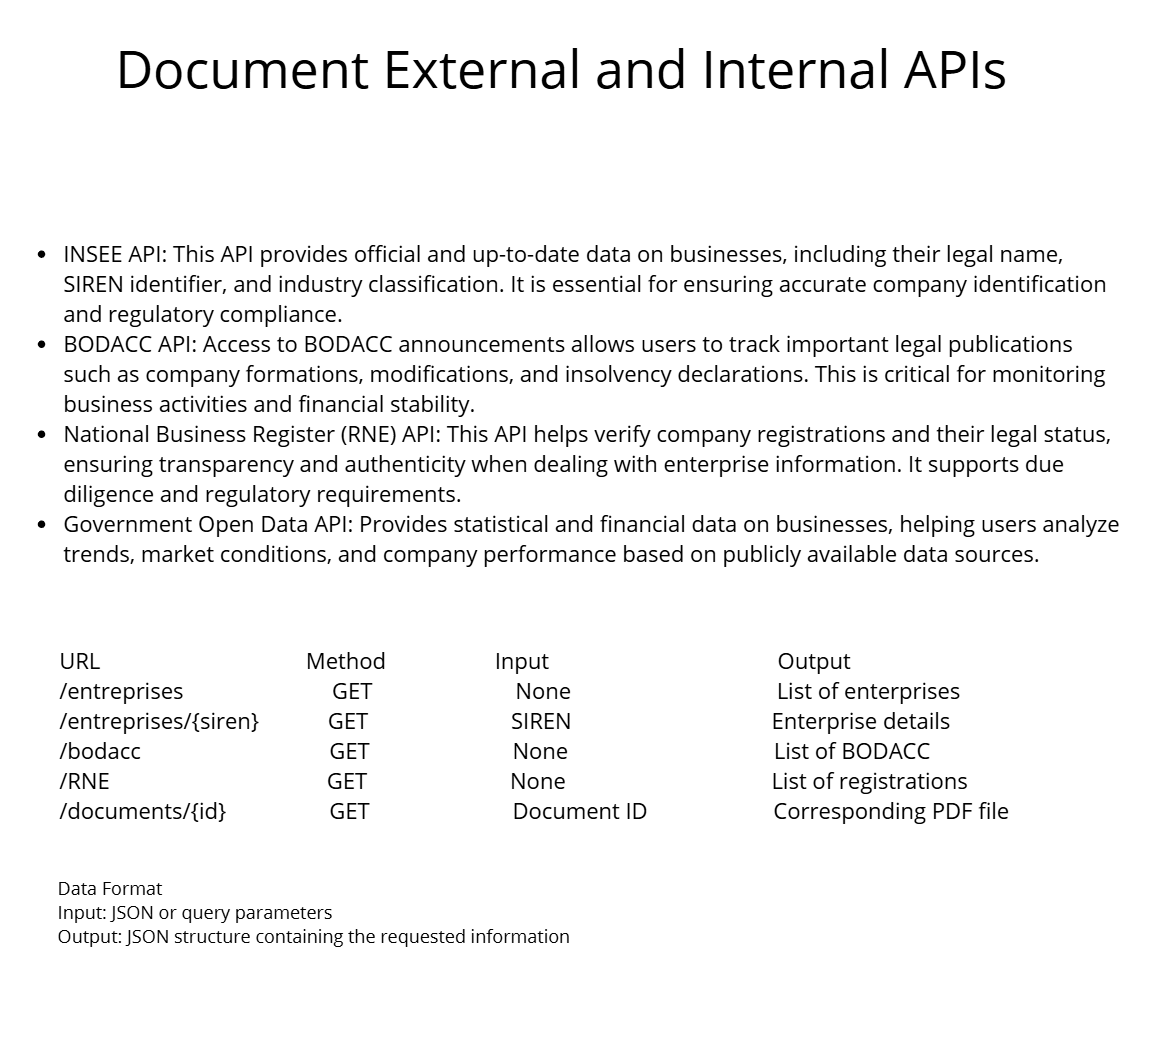 Document External and Internal APIs
• INSEE API: This API provides official and up-to-date data on businesses, including their legal name,
SIREN identifier, and industry classification. It is essential for ensuring accurate company identification
and regulatory compliance.
• BODACC API: Access to BODACC announcements allows users to track important legal publications
such as company formations, modifications, and insolvency declarations. This is critical for monitoring
business activities and financial stability.
• National Business Register (RNE) API: This API helps verify company registrations and their legal status,
ensuring transparency and authenticity when dealing with enterprise information. It supports due
diligence and regulatory requirements.
• Government Open Data API: Provides statistical and financial data on businesses, helping users analyze
trends, market conditions, and company performance based on publicly available data sources.
URL Method Input Output
/entreprises GET None List of enterprises
/entreprises/{siren} GET SIREN Enterprise details
/bodacc GET None List of BODACC
/RNE GET None List of registrations
/documents/{id} GET Document ID Corresponding PDF file
Data Format
Input: JSON or query parameters
Output: JSON structure containing the requested information